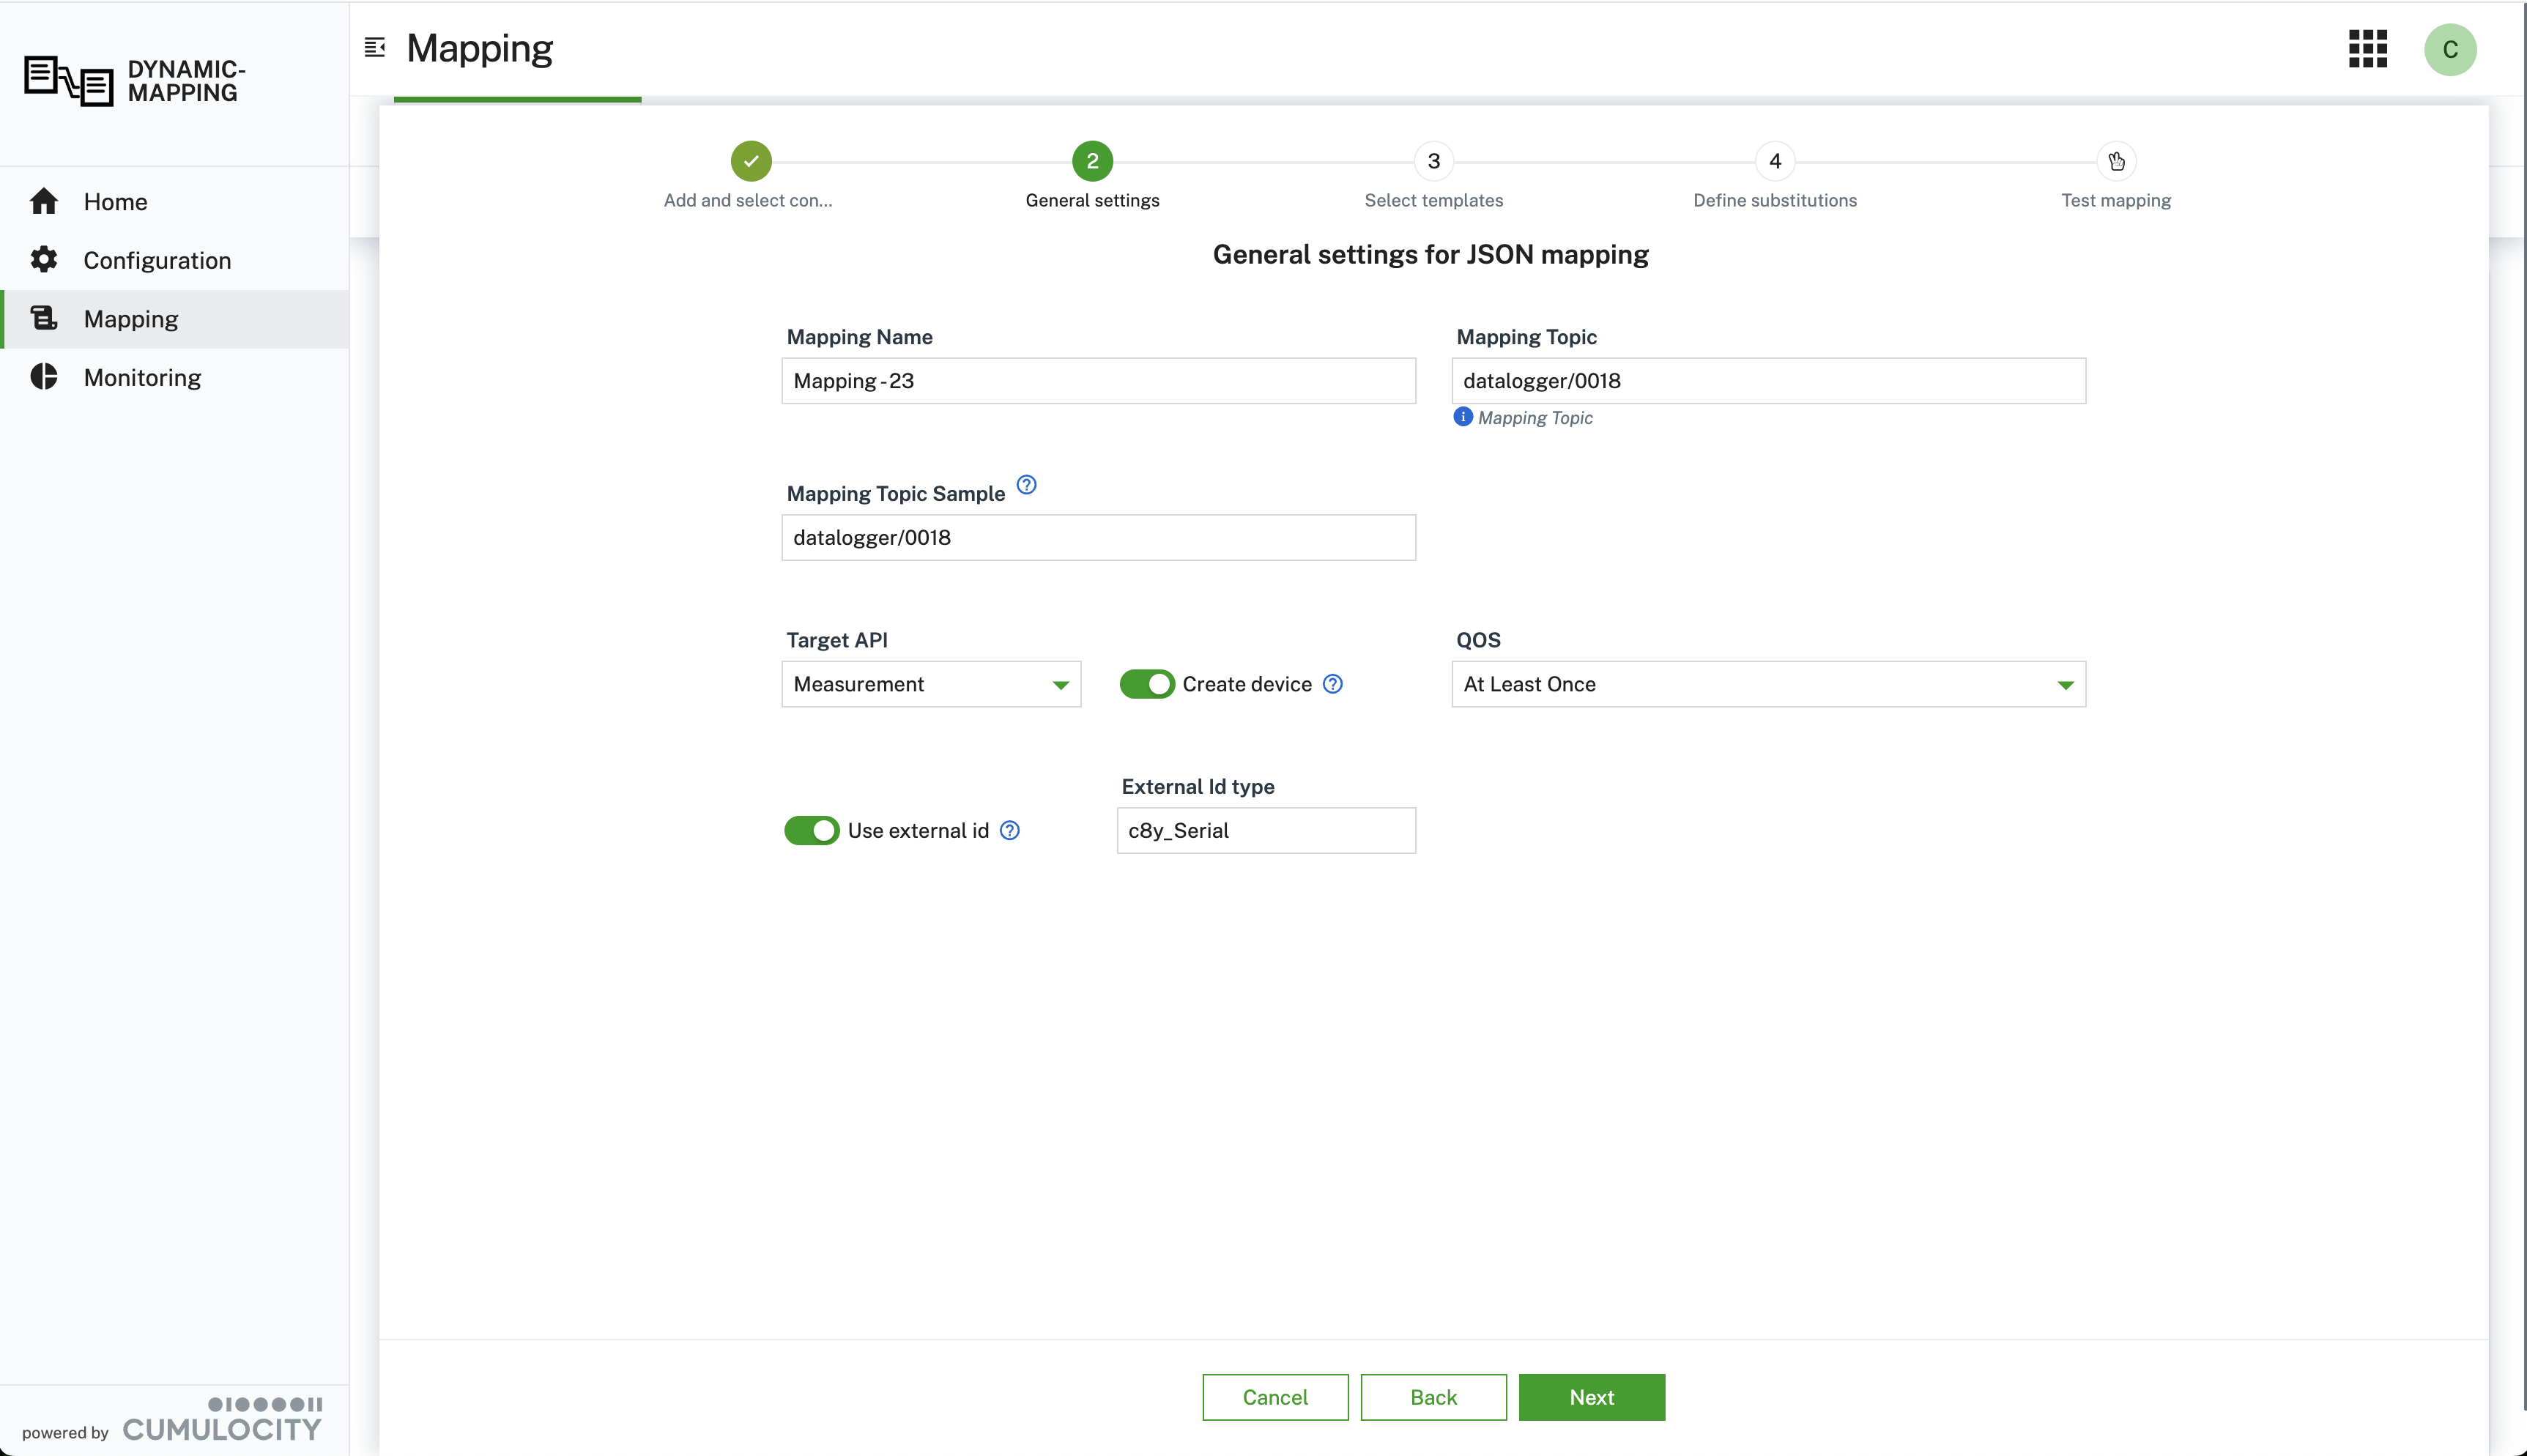 DYNAMIC-
MAPPING
Home
Configuration
Mapping
Monitoring
powered by
CUMULOCITY
Mapping
C
2
3
4
Add and select con...
General settings
Select templates
Define substitutions
Test mapping
General settings for JSON mapping
Mapping Name
Mapping Topic
Mapping - 23
datalogger/0018
Mapping Topic
Mapping Topic Sample
datalogger/0018
Target API
QOS
Measurement
Create device
At Least Once
External Id type
Use external id
c8y_Serial
Cancel
Back
Next